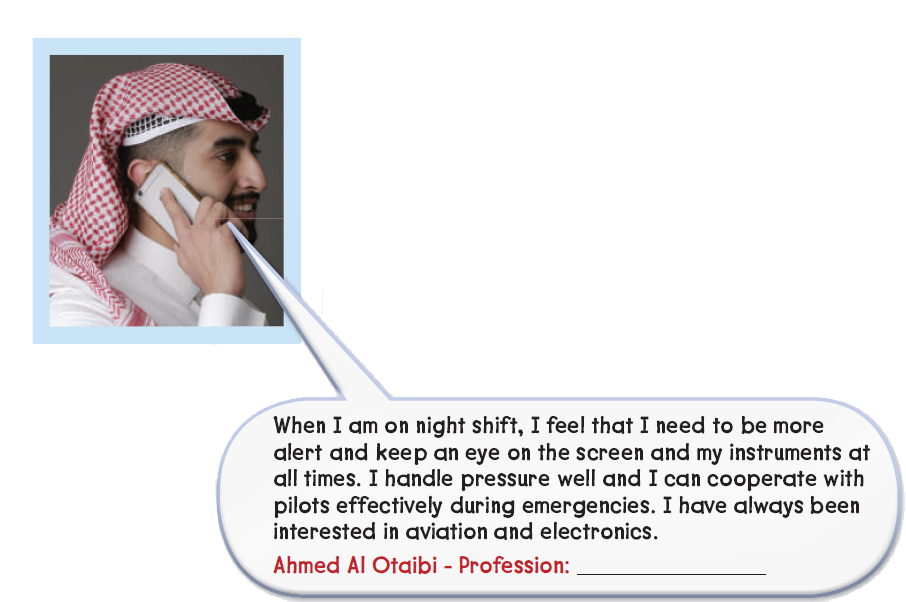 When I am on night shift, I feel that I need to be more
alert and keep an eye on the screen and my instruments at
all times. I handle pressure well and I can cooperate with
pilots effectively during emergencies. I have always been
interested in aviation and electronics.
Ahmed Al Otaibi - Profession: ____________________